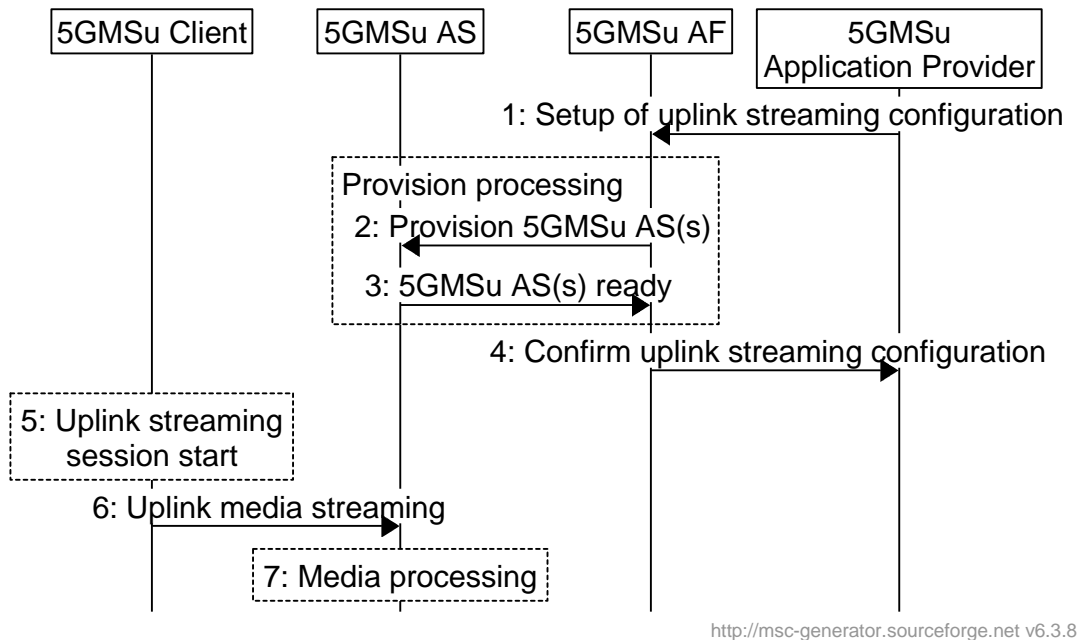 5GMSu Client
5GMSu AS
5GMSu AF
5GMSu
Application Provider
1: Setup of uplink streaming configuration
Provision processing
2: Provision 5GMSu AS(s)
3: 5GMSu AS(s) ready
4: Confirm uplink streaming configuration
5: Uplink streaming
session start
6: Uplink media streaming
7: Media processing
http://msc-generator.sourceforge.net v6.3.8